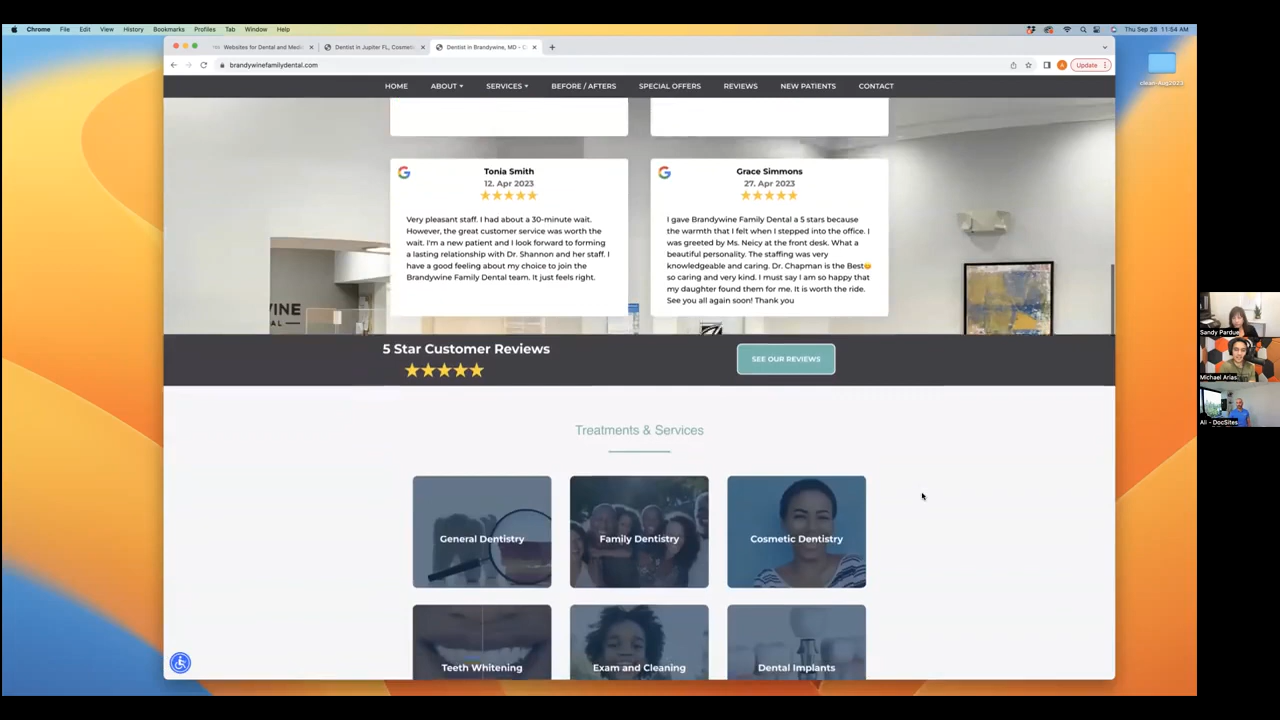 Chrome File Edit View History Bookmarks Profiles Tab Window Help
Thu Sep 28 11:54 AM
Websites for Dental and Medi
Dentist in Jupiter FL, Cosmeti
Dentist in Brandywine, MD - C
brandywinefamilydental.com
Update
HOME ABOUT SERVICES BEFORE / AFTERS SPECIAL OFFERS REVIEWS NEW PATIENTS CONTACT
clean-Aug2023
Tonia Smith
12. Apr 2023
Very pleasant staff. I had about a 30-minute wait.
However, the great customer service was worth the
wait. I'm a new patient and I look forward to forming
a lasting relationship with Dr. Shannon and her staff. I
have a good feeling about my choice to join the
Brandywine Family Dental team. It just feels right.
Grace Simmons
27. Apr 2023
I gave Brandywine Family Dental a 5 stars because
the warmth that I felt when I stepped into the office. I
was greeted by Ms. Neicy at the front desk. What a
beautiful personality. The staffing was very
knowledgeable and caring. Dr. Chapman is the Best😊
so caring and very kind. I must say I am so happy that
my daughter found them for me. It is worth the ride.
See you all again soon! Thank you
VINE
AL
5 Star Customer Reviews
SEE OUR REVIEWS
Treatments & Services
General Dentistry
Family Dentistry
Cosmetic Dentistry
Teeth Whitening
Exam and Cleaning
Dental Implants
Sandy Pardue
Michael Arias
Ali - DocSites